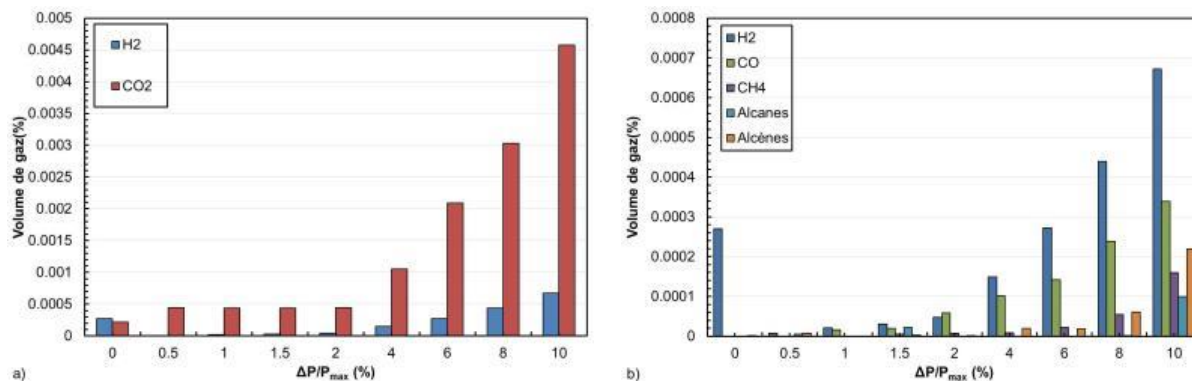 0.005
0.0045
0.004
0.0035
0.003
0.0025
0.002
0.0015
0.001
0.0005
0
Volume de gaz(%)
H2
CO2
0 0.5 1 1.5 2 4 6 8 10
ΔP/Pmax (%)
a)
0.0008
0.0007
0.0006
0.0005
0.0004
0.0003
0.0002
0.0001
0
Volume de gaz(%)
H2
CO
CH4
Alcanes
Alcènes
0 0.5 1 1.5 2 4 6 8 10
ΔP/Pmax (%)
b)